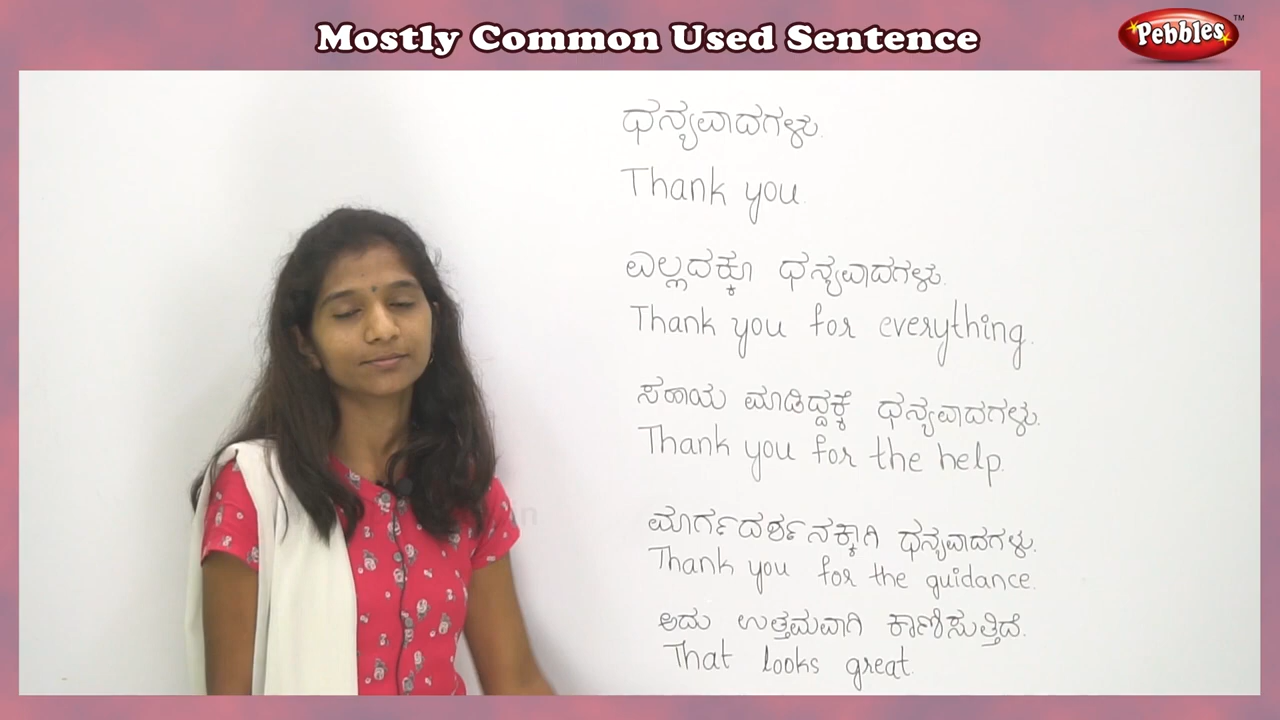 Mostly Common Used Sentence
Pebbles™
ಧನ್ಯವಾದಗಳು.
Thank you.
ಎಲ್ಲದಕ್ಕೂ ಧನ್ಯವಾದಗಳು.
Thank you for everything.
ಸಹಾಯ ಮಾಡಿದ್ದಕ್ಕೆ ಧನ್ಯವಾದಗಳು.
Thank you for the help.
ಮಾರ್ಗದರ್ಶನಕ್ಕಾಗಿ ಧನ್ಯವಾದಗಳು.
Thank you for the guidance.
ಅದು ಉತ್ತಮವಾಗಿ ಕಾಣಿಸುತ್ತಿದೆ.
That looks great.